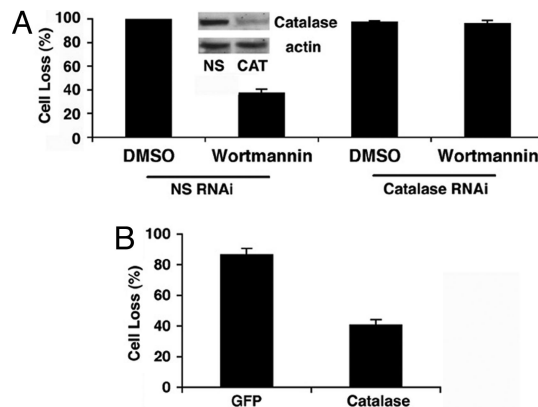 A
Cell Loss (%)
100
80
60
40
20
0
Catalase
actin
NS CAT
DMSO Wortmannin DMSO Wortmannin
NS RNAi Catalase RNAi
B
Cell Loss (%)
100
80
60
40
20
0
GFP Catalase